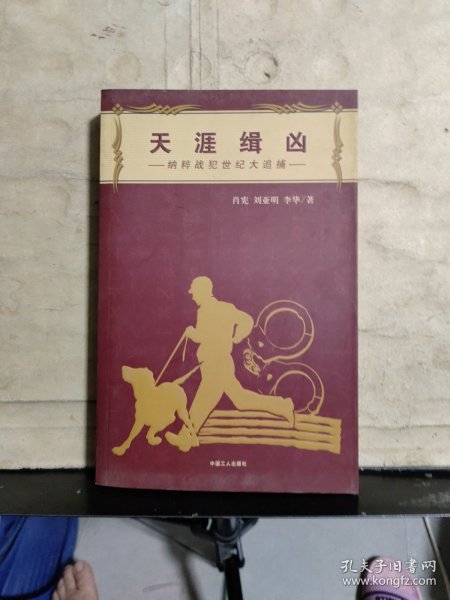 天涯缉凶
——纳粹战犯世纪大追捕——
肖宪 刘亚明 李华/著
中国工人出版社
孔夫子旧书网
www.kongfz.com